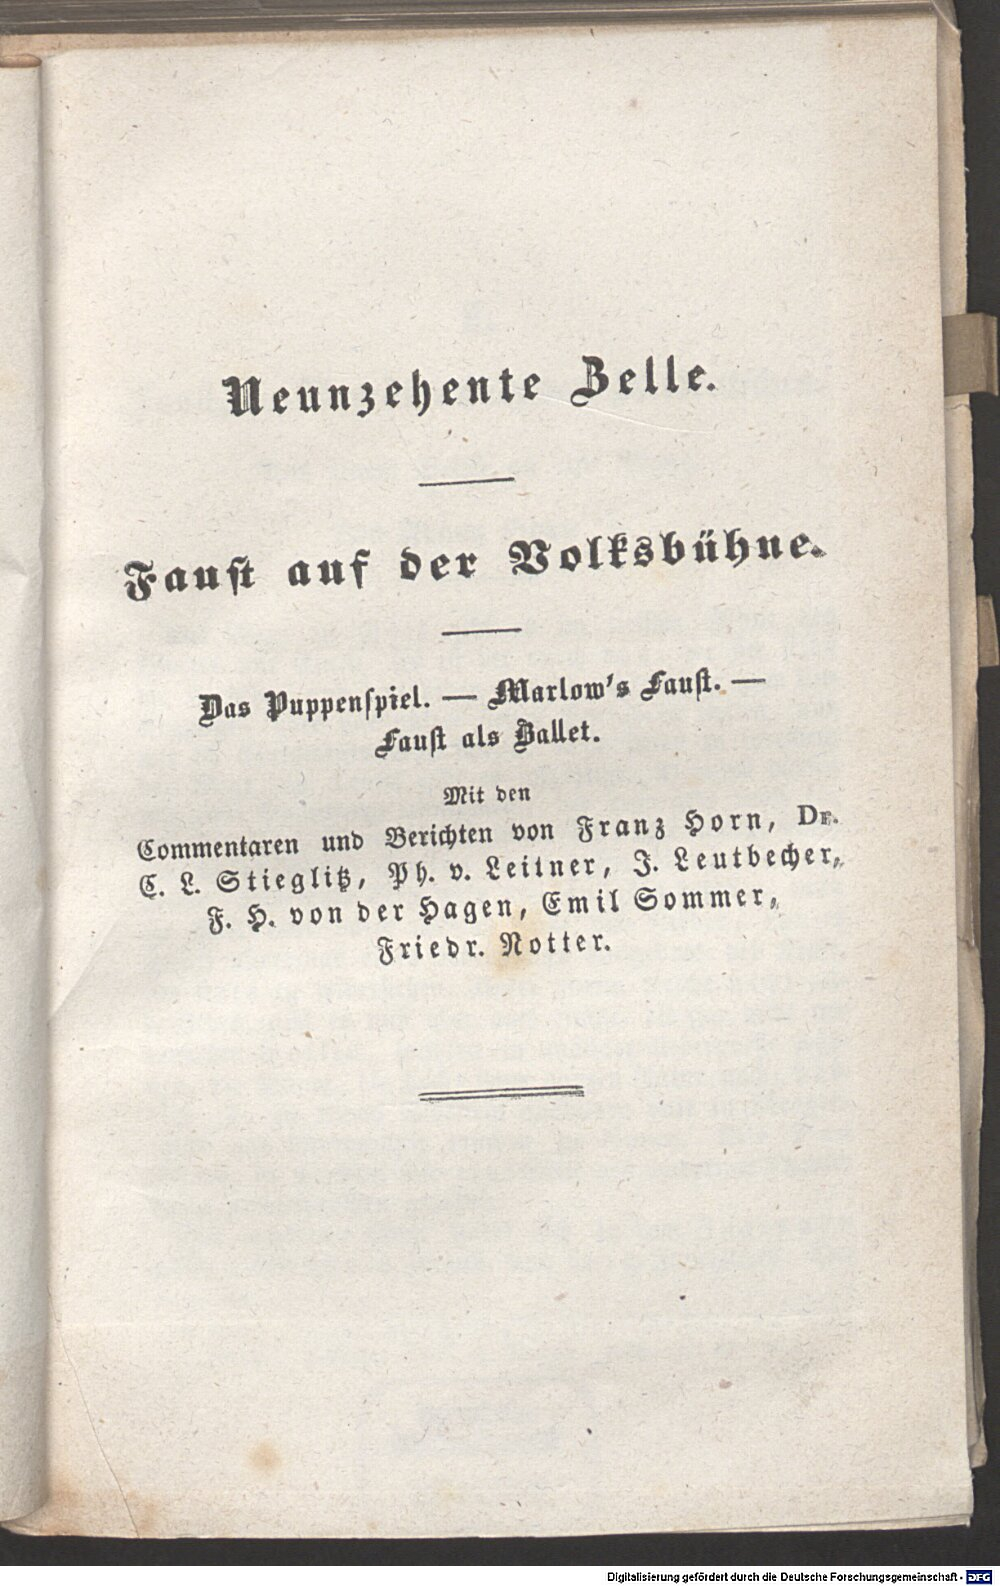 Neunzehente Zelle.
Faust auf der Volksbühne.
Das Puppenspiel. — Marlow's Faust. —
Faust als Ballet.
Mit den
Commentaren und Berichten von Franz Horn, Dr.
C. L. Stieglitz, Ph. v. Leitner, J. Leutbecher,
F. H. von der Hagen, Emil Sommer,
Friedr. Notter.
Digitalisierung gefördert durch die Deutsche Forschungsgemeinschaft - DFG